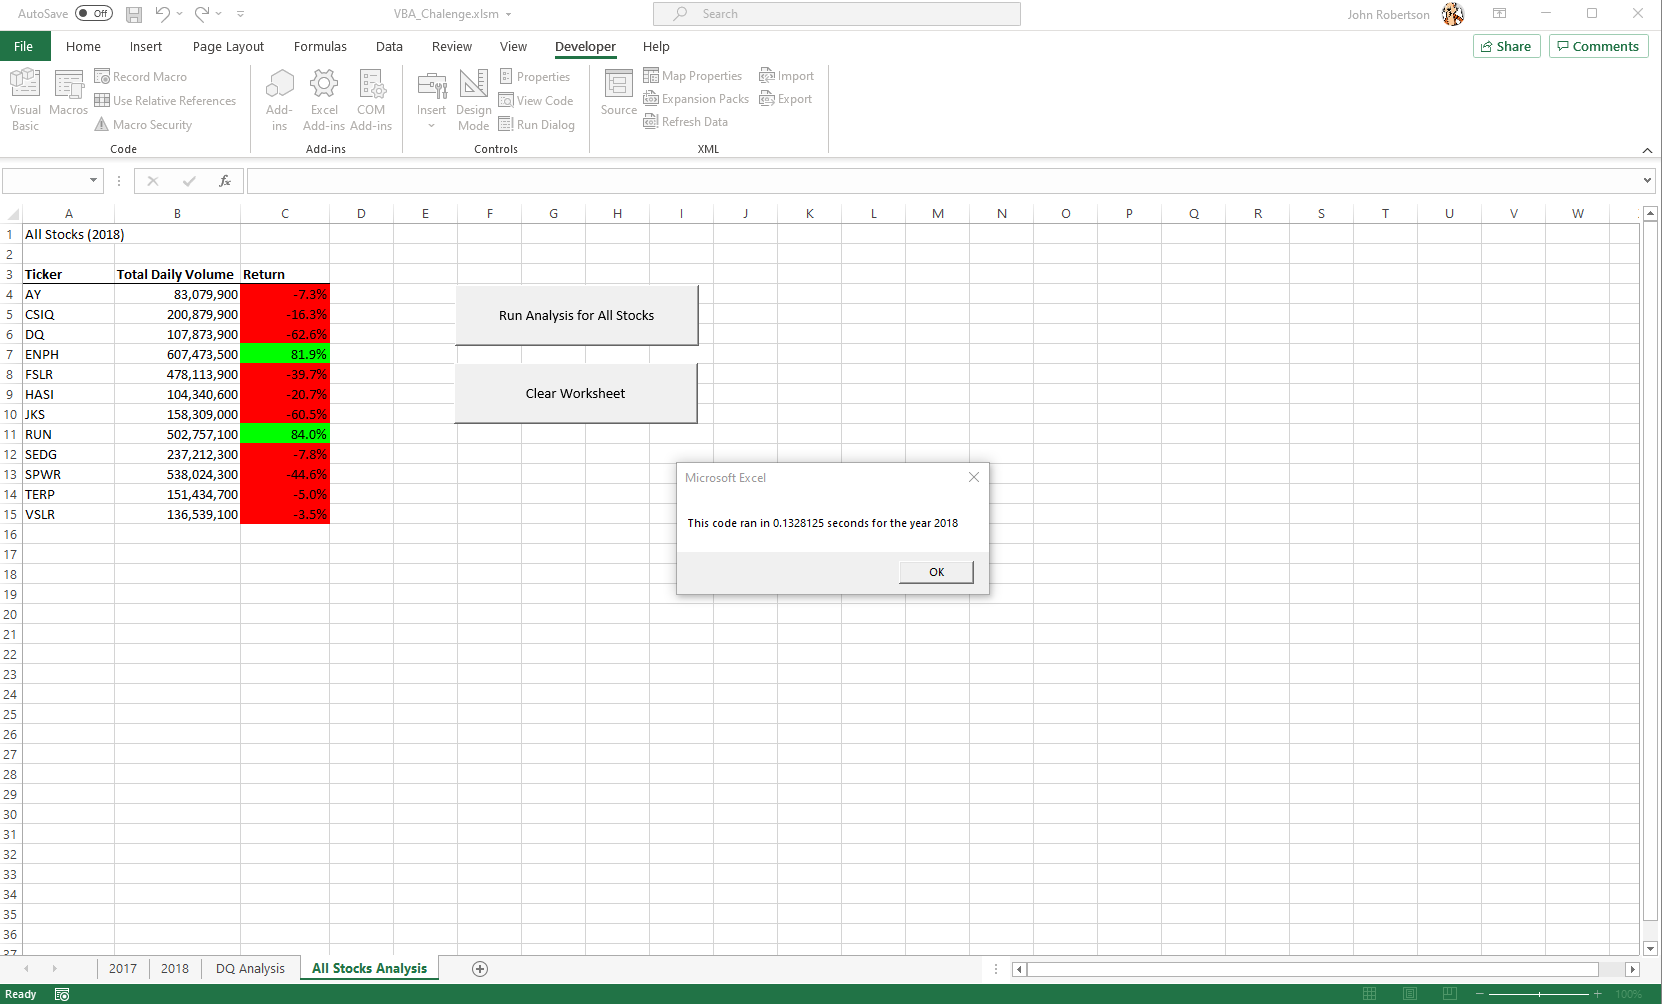 AutoSave Off VBA_Chalenge.xlsm Search John Robertson
File Home Insert Page Layout Formulas Data Review View Developer Help Share Comments
Visual Basic
Macros
Record Macro
Use Relative References
Macro Security
Code
Add-ins
Excel Add-ins
COM Add-ins
Add-ins
Insert
Design Mode
Properties
View Code
Run Dialog
Controls
Source
Map Properties
Expansion Packs
Refresh Data
Import
Export
XML
fx
A B C D E F G H I J K L M N O P Q R S T U V W
1 All Stocks (2018)
2
3 Ticker Total Daily Volume Return
4 AY 83,079,900 -7.3%
5 CSIQ 200,879,900 -16.3%
6 DQ 107,873,900 -62.6%
7 ENPH 607,473,500 81.9%
8 FSLR 478,113,900 -39.7%
9 HASI 104,340,600 -20.7%
10 JKS 158,309,000 -60.5%
11 RUN 502,757,100 84.0%
12 SEDG 237,212,300 -7.8%
13 SPWR 538,024,300 -44.6%
14 TERP 151,434,700 -5.0%
15 VSLR 136,539,100 -3.5%
16
17
18
19
20
21
22
23
24
25
26
27
28
29
30
31
32
33
34
35
36
37
Run Analysis for All Stocks
Clear Worksheet
Microsoft Excel
This code ran in 0.1328125 seconds for the year 2018
OK
2017 2018 DQ Analysis All Stocks Analysis
Ready 100%